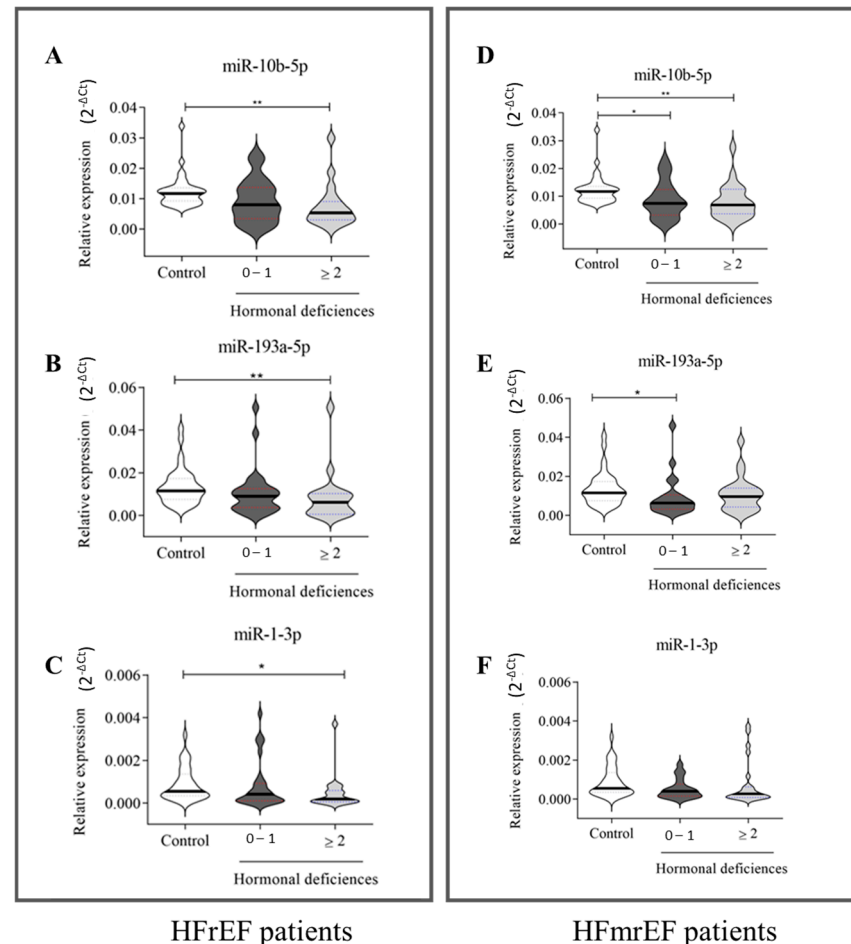 A
miR-10b-5p
Relative expression (2^-ΔCt)
0.04
0.03
0.02
0.01
0.00
**
Control
0 – 1
≥ 2
Hormonal deficiences
B
miR-193a-5p
Relative expression (2^-ΔCt)
0.06
0.04
0.02
0.00
**
Control
0 – 1
≥ 2
Hormonal deficiences
C
miR-1-3p
Relative expression (2^-ΔCt)
0.006
0.004
0.002
0.000
*
Control
0 – 1
≥ 2
Hormonal deficiences
HFrEF patients
D
miR-10b-5p
Relative expression (2^-ΔCt)
0.04
0.03
0.02
0.01
0.00
**
*
Control
0 – 1
≥ 2
Hormonal deficiences
E
miR-193a-5p
Relative expression (2^-ΔCt)
0.06
0.04
0.02
0.00
*
Control
0 – 1
≥ 2
Hormonal deficiences
F
miR-1-3p
Relative expression (2^-ΔCt)
0.006
0.004
0.002
0.000
Control
0 – 1
≥ 2
Hormonal deficiences
HFmrEF patients